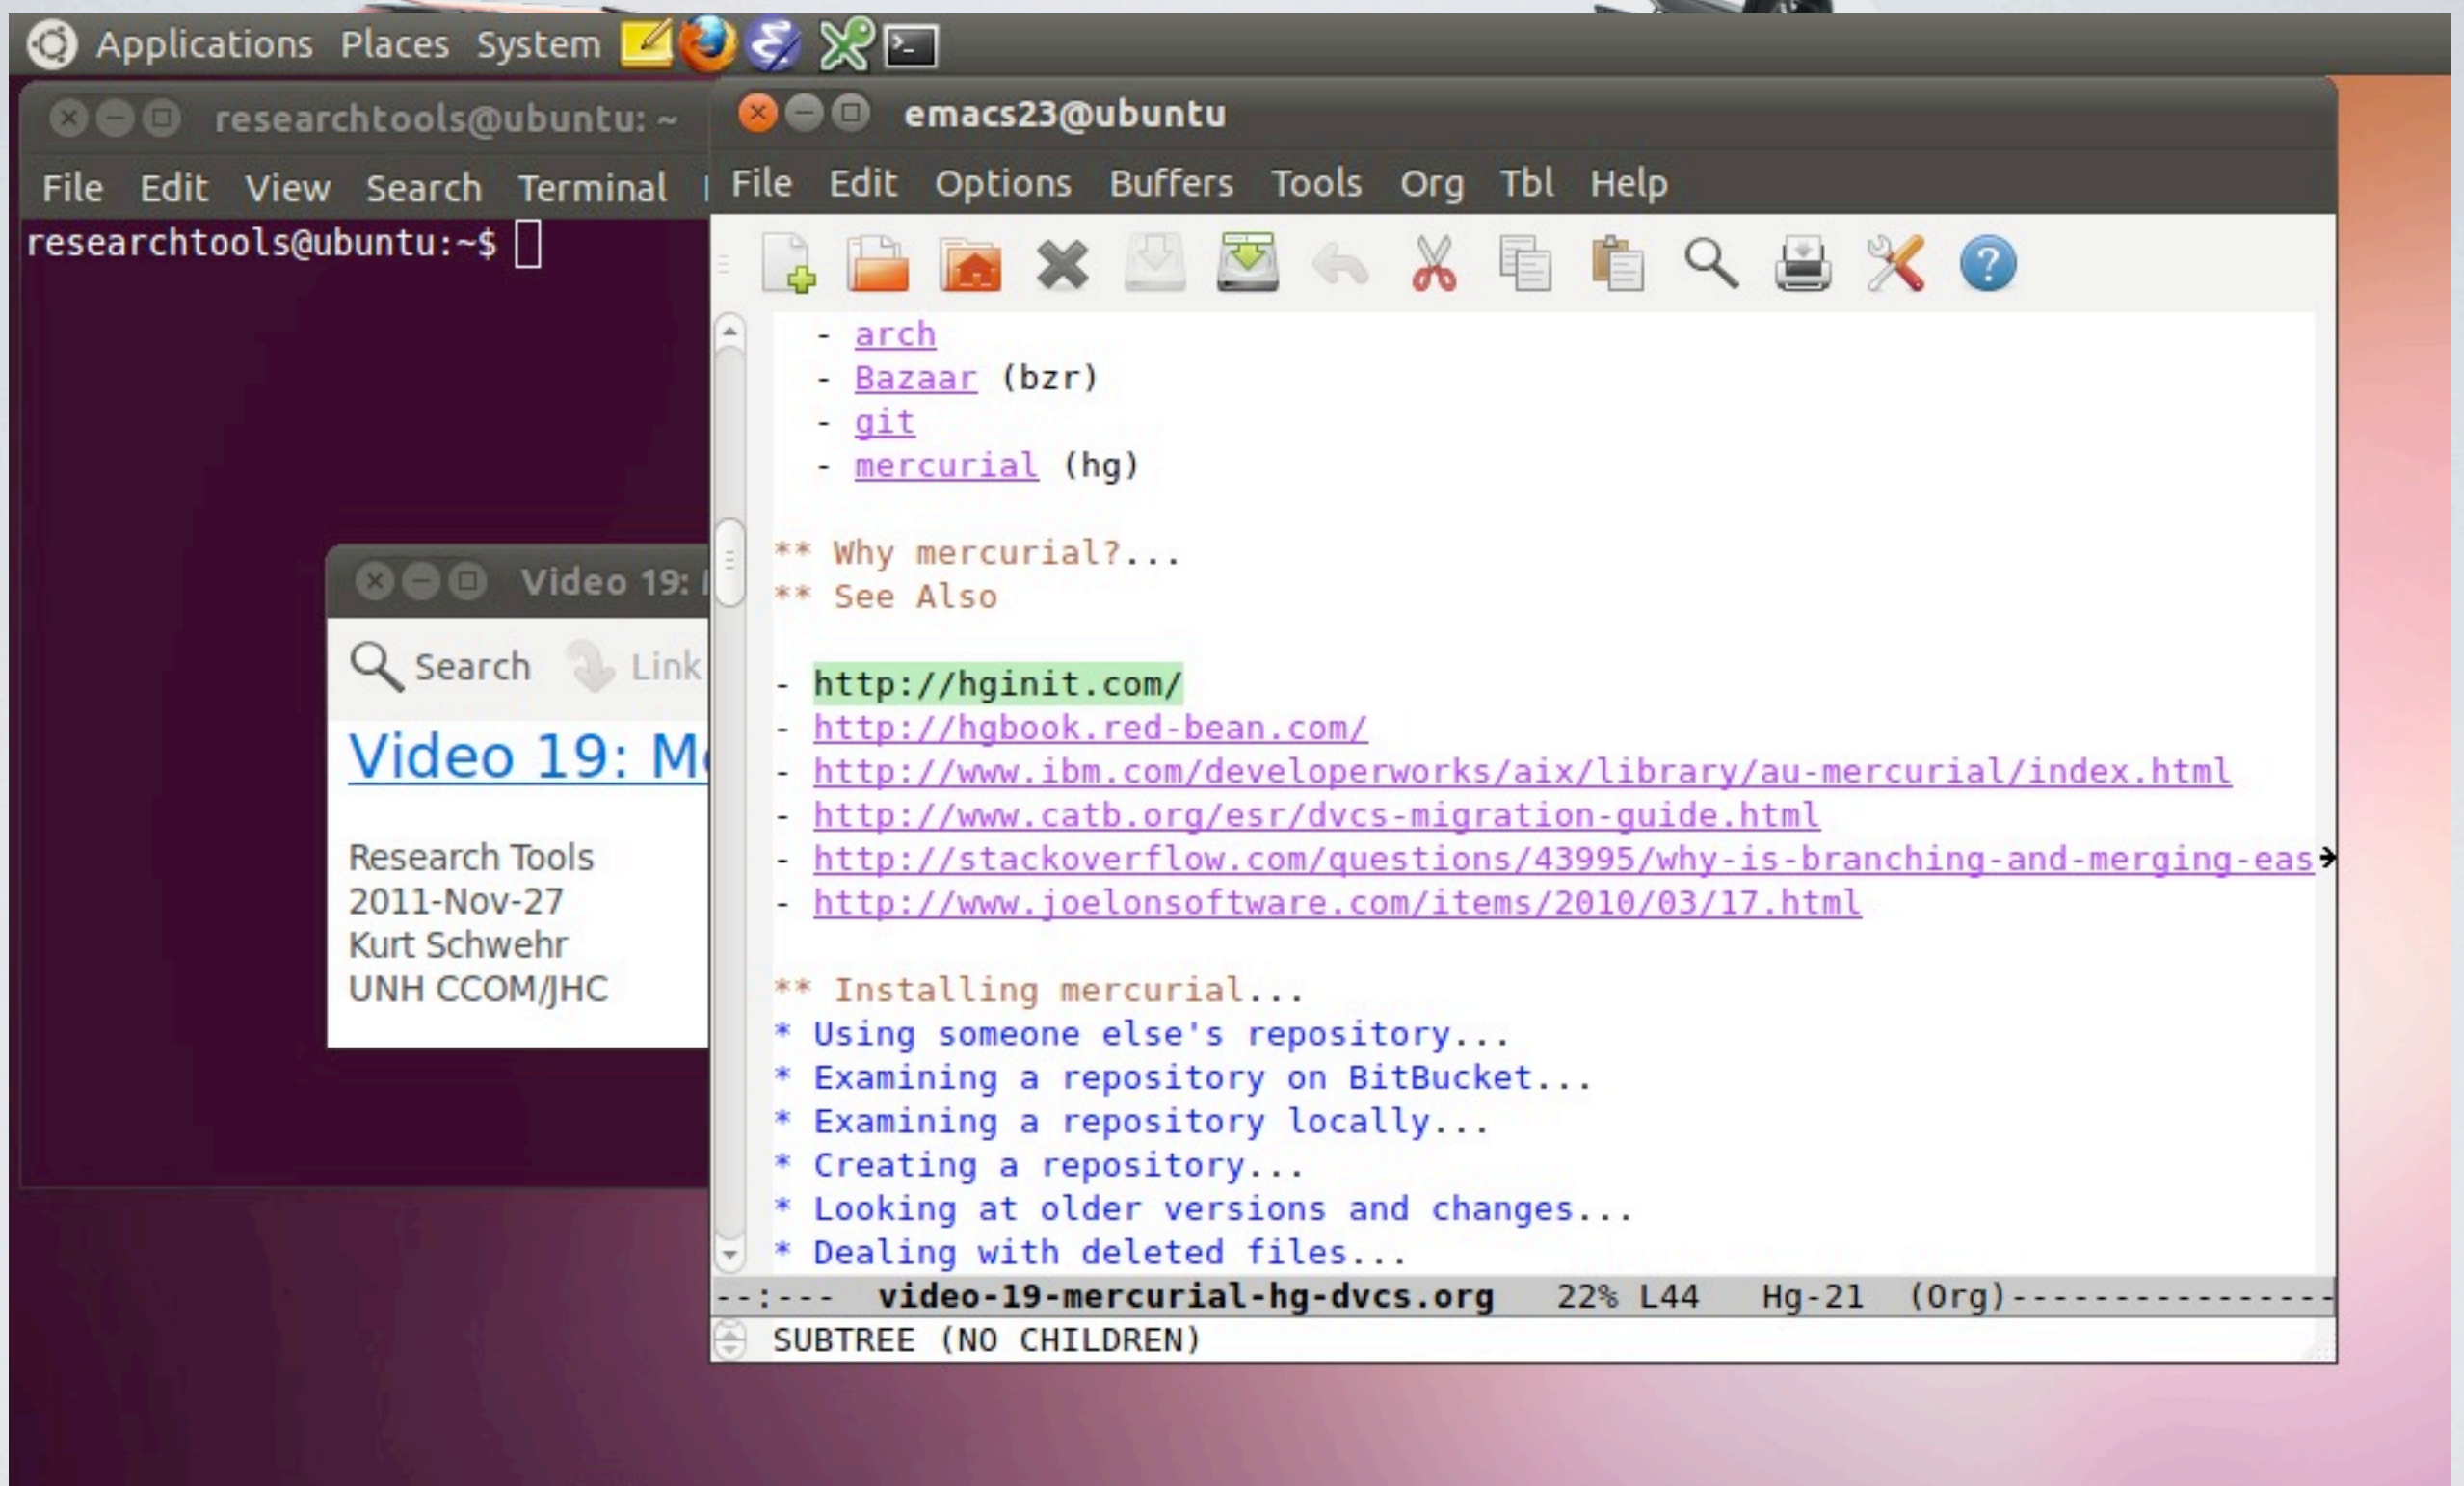 Applications Places System
researchtools@ubuntu: ~
File Edit View Search Terminal
researchtools@ubuntu:~$
Video 19:
Search Link
Video 19:
Research Tools
2011-Nov-27
Kurt Schwehr
UNH CCOM/JHC
emacs23@ubuntu
File Edit Options Buffers Tools Org Tbl Help
- arch
- Bazaar (bzr)
- git
- mercurial (hg)
** Why mercurial?...
** See Also
- http://hginit.com/
- http://hgbook.red-bean.com/
- http://www.ibm.com/developerworks/aix/library/au-mercurial/index.html
- http://www.catb.org/esr/dvcs-migration-guide.html
- http://stackoverflow.com/questions/43995/why-is-branching-and-merging-eas
- http://www.joelonsoftware.com/items/2010/03/17.html
** Installing mercurial...
* Using someone else's repository...
* Examining a repository on BitBucket...
* Examining a repository locally...
* Creating a repository...
* Looking at older versions and changes...
* Dealing with deleted files...
--:--- video-19-mercurial-hg-dvcs.org 22% L44 Hg-21 (Org)----------------
SUBTREE (NO CHILDREN)